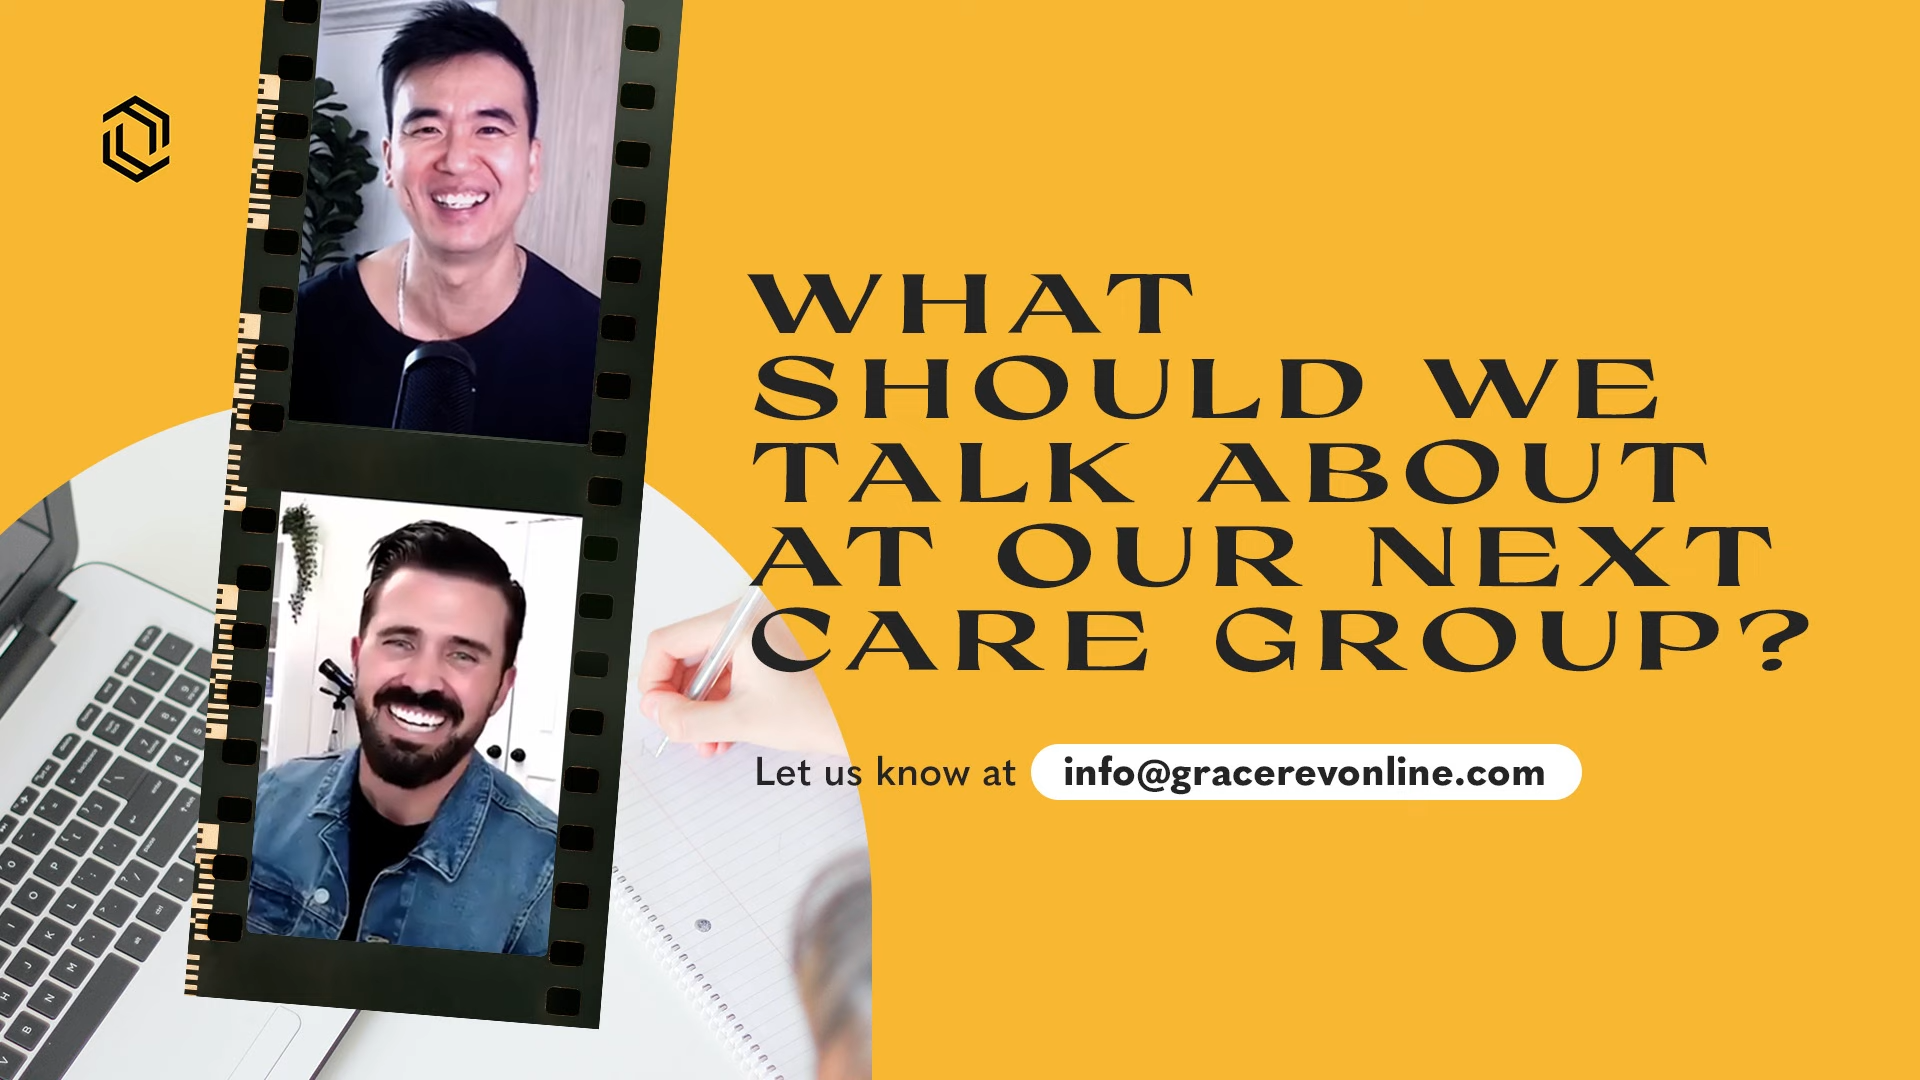 WHAT
SHOULD WE
TALK ABOUT
AT OUR NEXT
CARE GROUP?
Let us know at info@gracerevonline.com